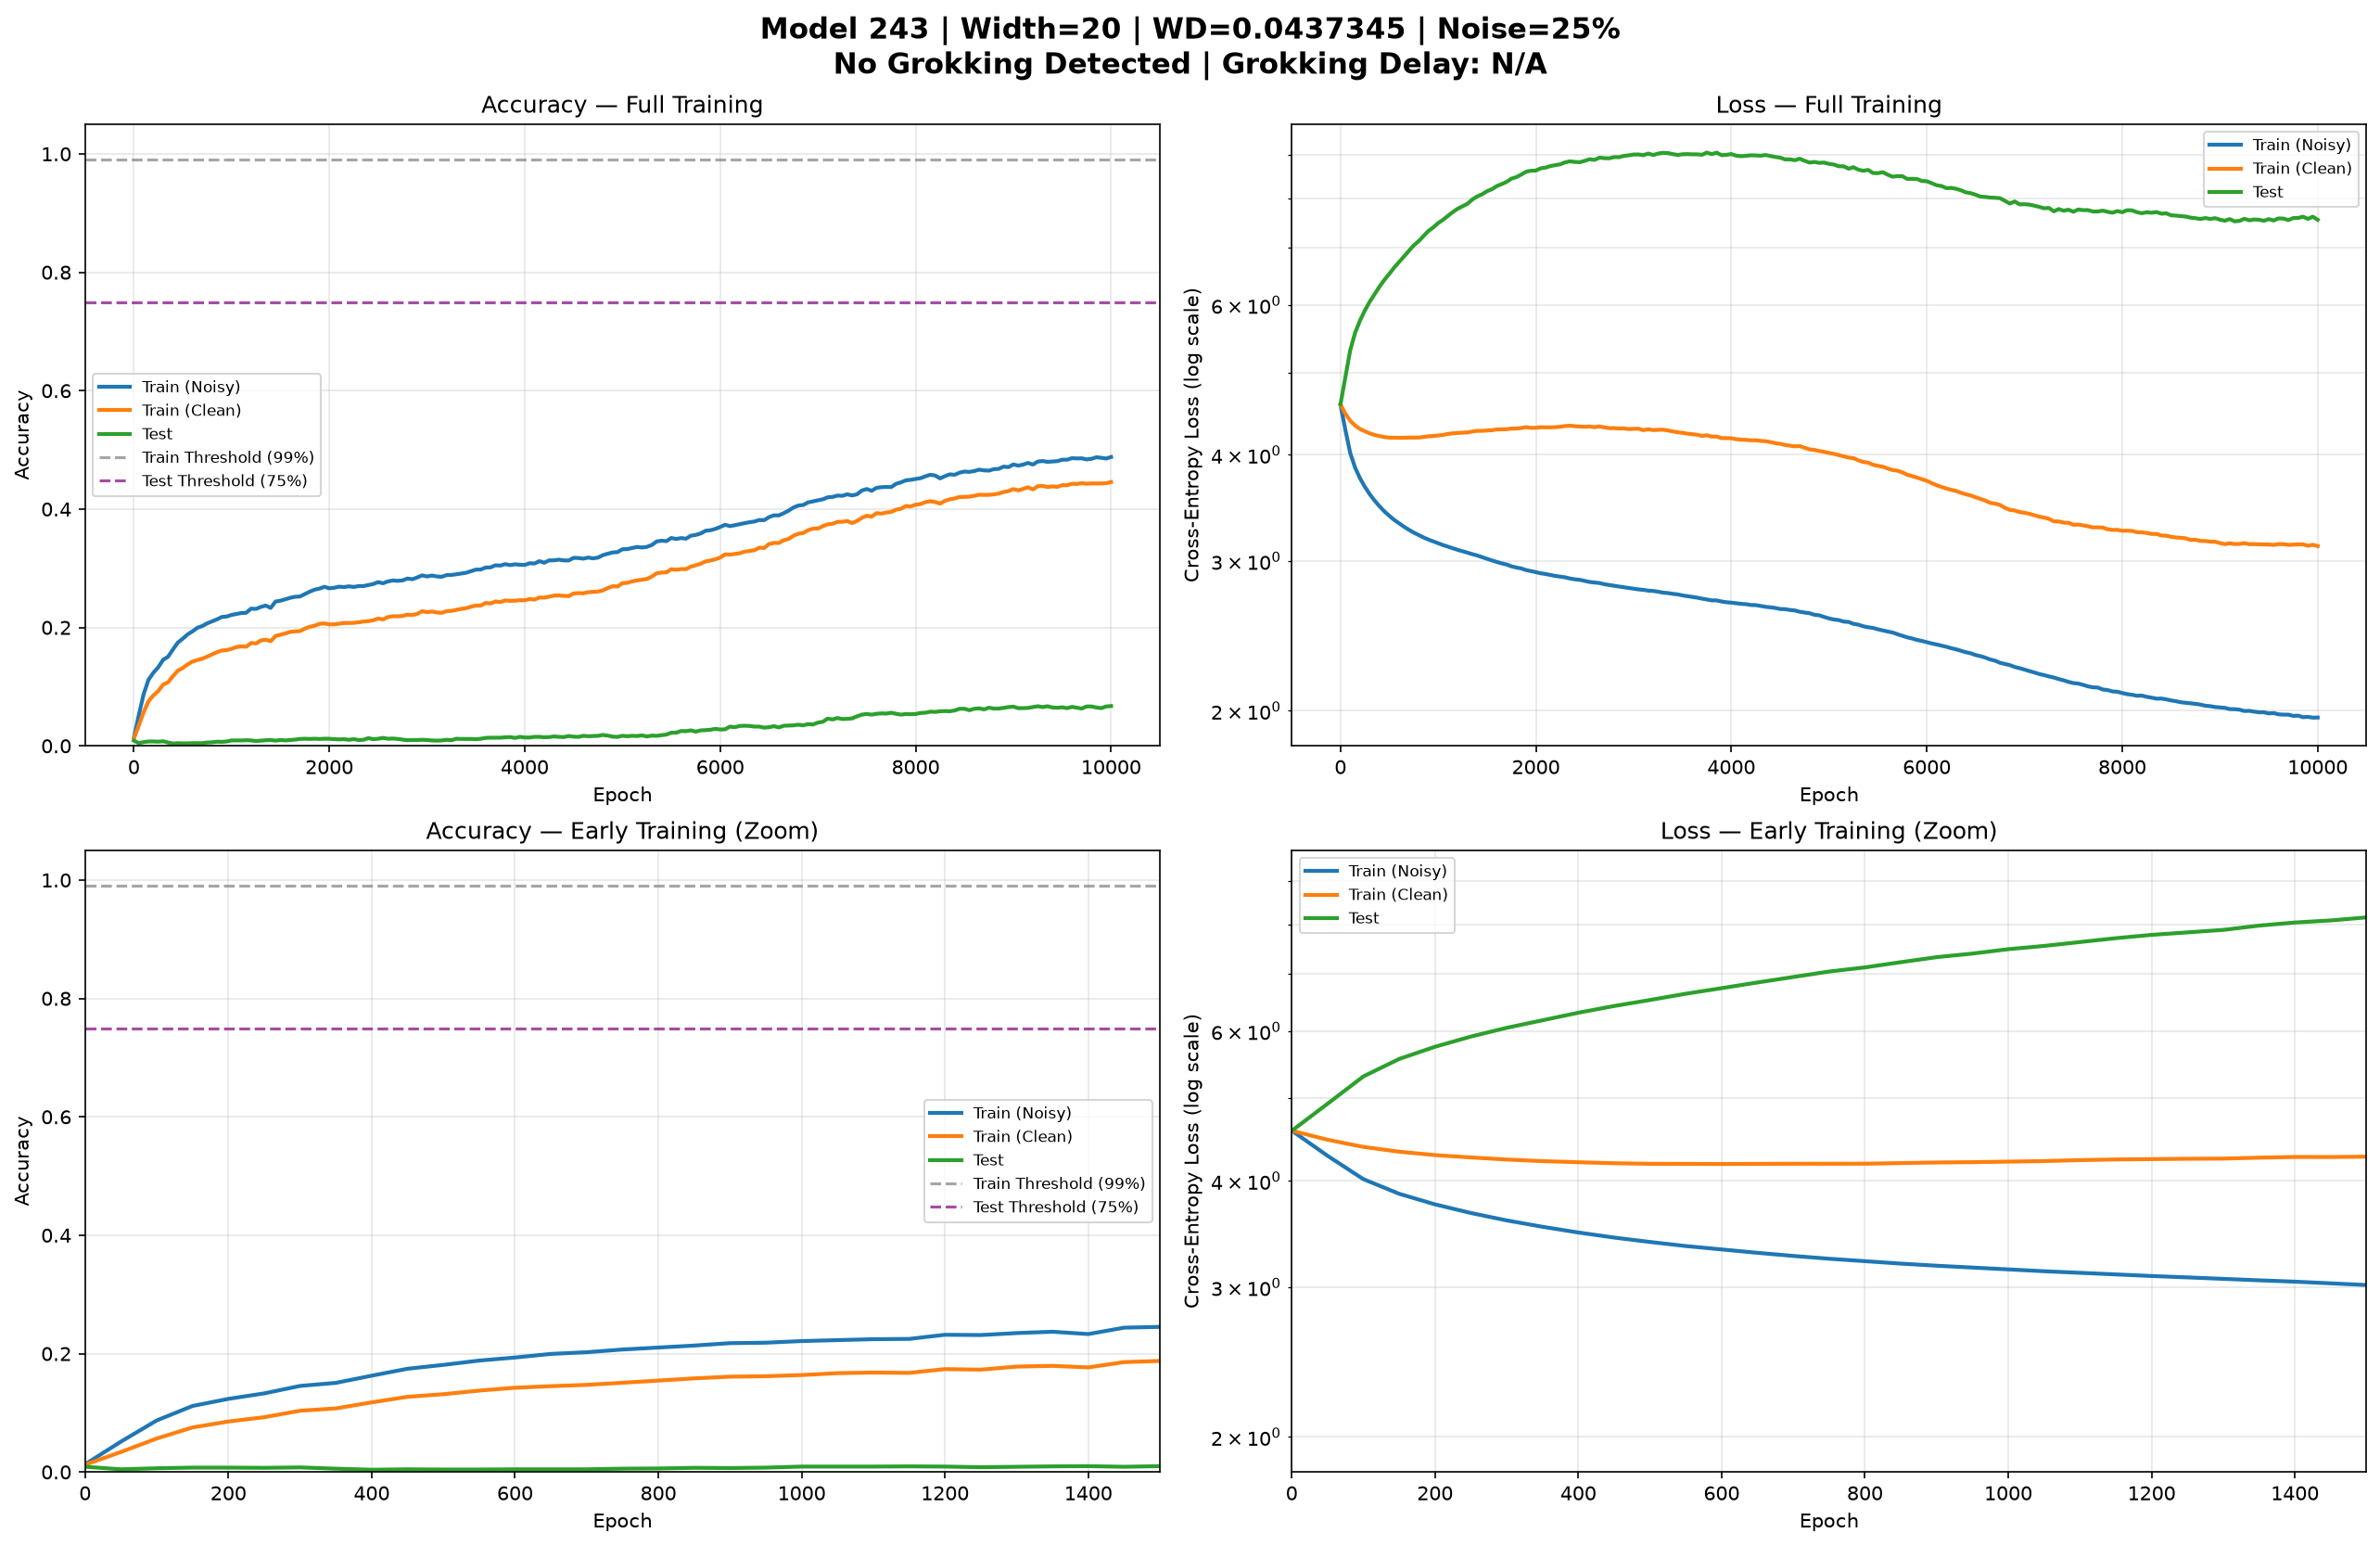 Model 243 | Width=20 | WD=0.0437345 | Noise=25%
No Grokking Detected | Grokking Delay: N/A
Accuracy — Full Training
1.0
0.8
0.6
0.4
0.2
0.0
Accuracy
Train (Noisy)
Train (Clean)
Test
Train Threshold (99%)
Test Threshold (75%)
0 2000 4000 6000 8000 10000
Epoch
Loss — Full Training
Cross-Entropy Loss (log scale)
6 × 10⁰
4 × 10⁰
3 × 10⁰
2 × 10⁰
Train (Noisy)
Train (Clean)
Test
0 2000 4000 6000 8000 10000
Epoch
Accuracy — Early Training (Zoom)
1.0
0.8
0.6
0.4
0.2
0.0
Accuracy
Train (Noisy)
Train (Clean)
Test
Train Threshold (99%)
Test Threshold (75%)
0 200 400 600 800 1000 1200 1400
Epoch
Loss — Early Training (Zoom)
Cross-Entropy Loss (log scale)
6 × 10⁰
4 × 10⁰
3 × 10⁰
2 × 10⁰
Train (Noisy)
Train (Clean)
Test
0 200 400 600 800 1000 1200 1400
Epoch